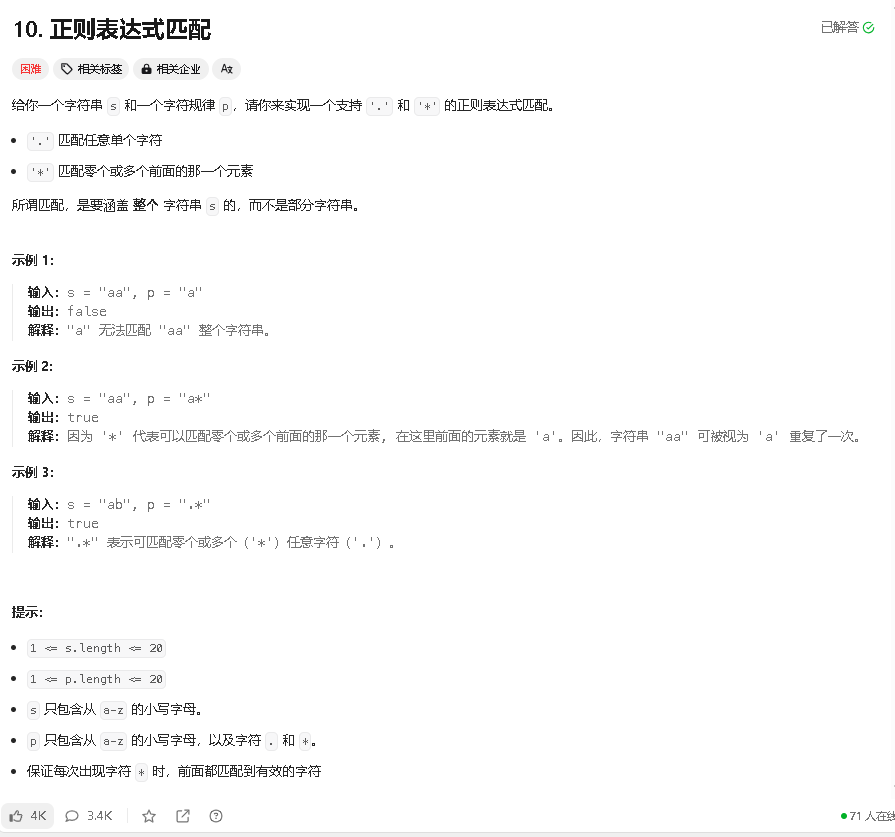 10. 正则表达式匹配
已解答
困难 相关标签 相关企业 Az
给你一个字符串 s 和一个字符规律 p，请你来实现一个支持 '.' 和 '*' 的正则表达式匹配。
'.' 匹配任意单个字符
'*' 匹配零个或多个前面的那一个元素
所谓匹配，是要涵盖 整个 字符串 s 的，而不是部分字符串。
示例 1：
输入：s = "aa", p = "a"
输出：false
解释："a" 无法匹配 "aa" 整个字符串。
示例 2:
输入：s = "aa", p = "a*"
输出：true
解释：因为 '*' 代表可以匹配零个或多个前面的那一个元素, 在这里前面的元素就是 'a'。因此，字符串 "aa" 可被视为 'a' 重复了一次。
示例 3：
输入：s = "ab", p = ".*"
输出：true
解释：".*" 表示可匹配零个或多个（'*'）任意字符（'.'）。
提示：
1 <= s.length <= 20
1 <= p.length <= 20
s 只包含从 a-z 的小写字母。
p 只包含从 a-z 的小写字母，以及字符 . 和 *。
保证每次出现字符 * 时，前面都匹配到有效的字符
4K 3.4K 71 人在线